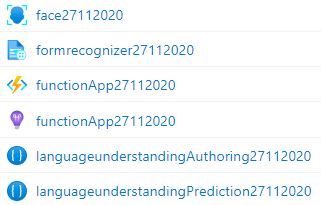 face27112020
formrecognizer27112020
functionApp27112020
functionApp27112020
languageunderstandingAuthoring27112020
languageunderstandingPrediction27112020